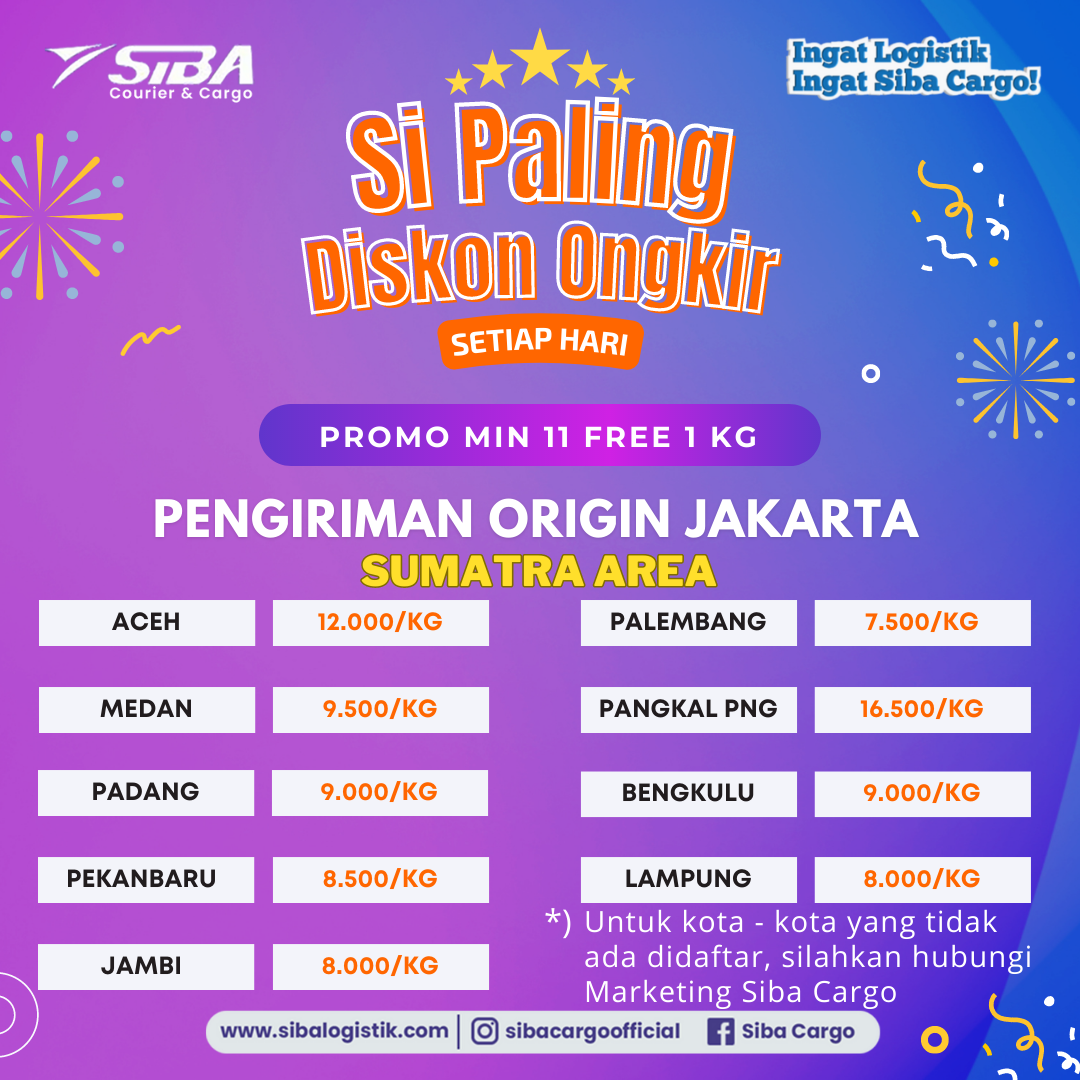 SIBA
Courier & Cargo
Ingat Logistik
Ingat Siba Cargo!
Si Paling
Diskon Ongkir
SETIAP HARI
PROMO MIN 11 FREE 1 KG
PENGIRIMAN ORIGIN JAKARTA
SUMATRA AREA
ACEH 12.000/KG
MEDAN 9.500/KG
PADANG 9.000/KG
PEKANBARU 8.500/KG
JAMBI 8.000/KG
PALEMBANG 7.500/KG
PANGKAL PNG 16.500/KG
BENGKULU 9.000/KG
LAMPUNG 8.000/KG
*) Untuk kota - kota yang tidak
ada didaftar, silahkan hubungi
Marketing Siba Cargo
www.sibalogistik.com | sibacargoofficial Siba Cargo